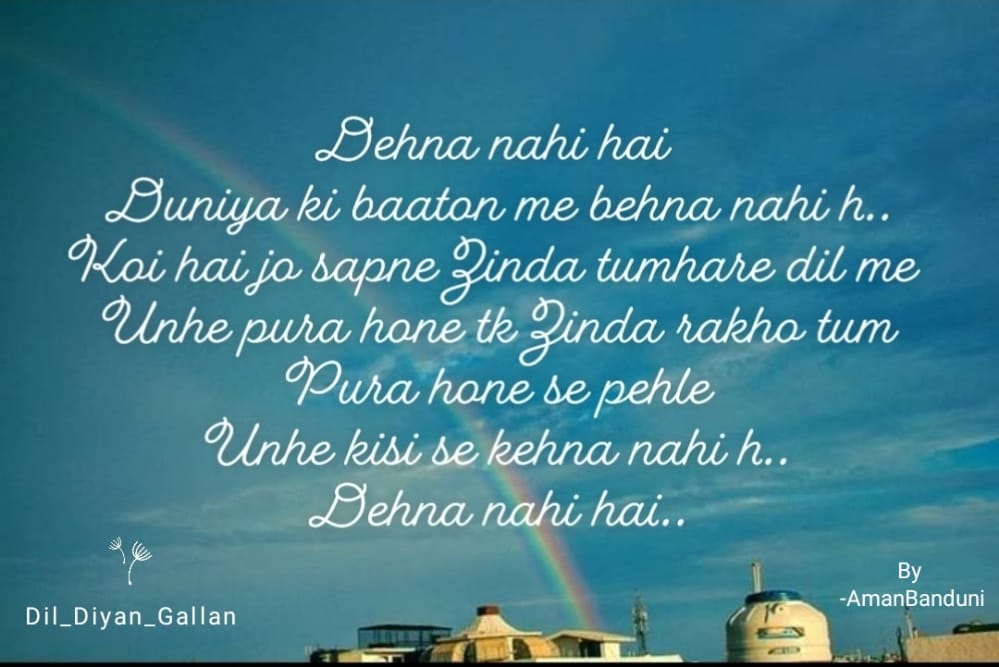 Dehna nahi hai
Duniya ki baaton me behna nahi h..
Koi hai jo sapne Zinda tumhare dil me
Unhe pura hone tk Zinda rakho tum
Pura hone se pehle
Unhe kisi se kehna nahi h..
Dehna nahi hai..
Dil_Diyan_Gallan
By
-AmanBanduni